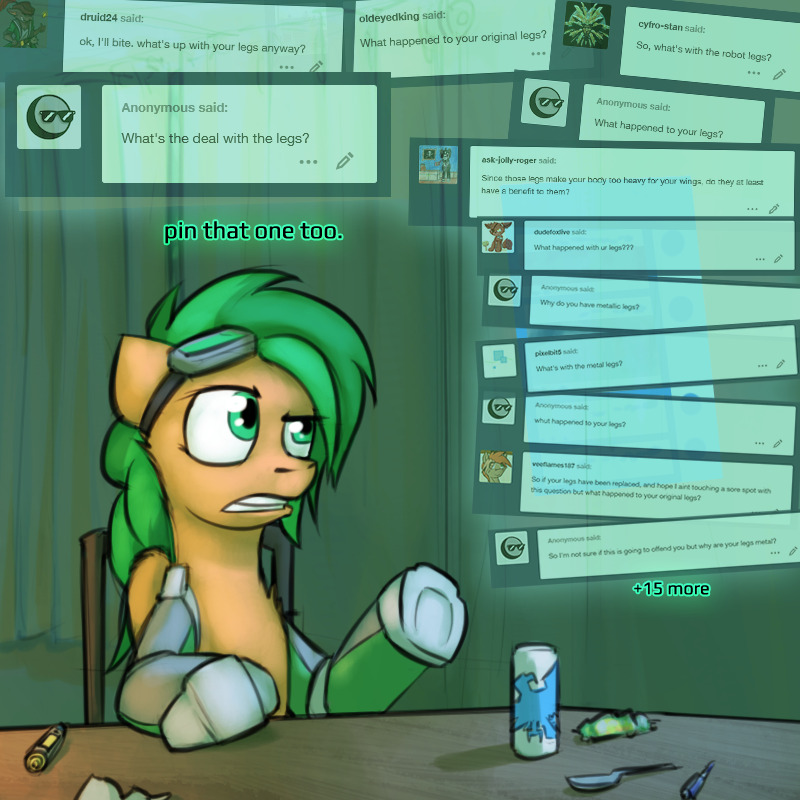 druid24 said:
ok, I'll bite. what's up with your legs anyway?
oldeyedking said:
What happened to your original legs?
cyfro-stan said:
So, what's with the robot legs?
Anonymous said:
What's the deal with the legs?
Anonymous said:
What happened to your legs?
ask-jolly-roger said:
Since those legs make your body too heavy for your wings, do they at least
have a benefit to them?
pin that one too.
dudefoxlive said:
What happened with ur legs???
Anonymous said:
Why do you have metallic legs?
pixelbit5 said:
What's with the metal legs?
Anonymous said:
whut happened to your legs?
veeflames187 said:
So if your legs have been replaced, and hope I aint touching a sore spot with
this question but what happened to your original legs?
Anonymous said:
So I'm not sure if this is going to offend you but why are your legs metal?
+15 more